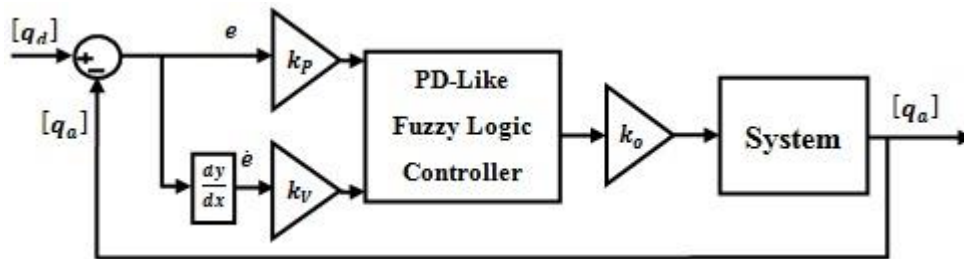 [q_d]
+
−
[q_a]
e
k_P
dy
dx
ė
k_V
PD-Like
Fuzzy Logic
Controller
k_o
System
[q_a]